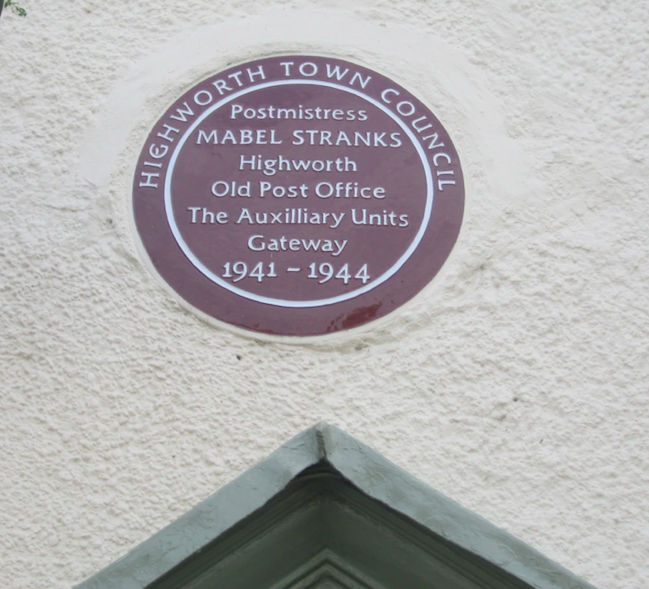 HIGHWORTH TOWN COUNCIL
Postmistress
MABEL STRANKS
Highworth
Old Post Office
The Auxilliary Units
Gateway
1941 - 1944